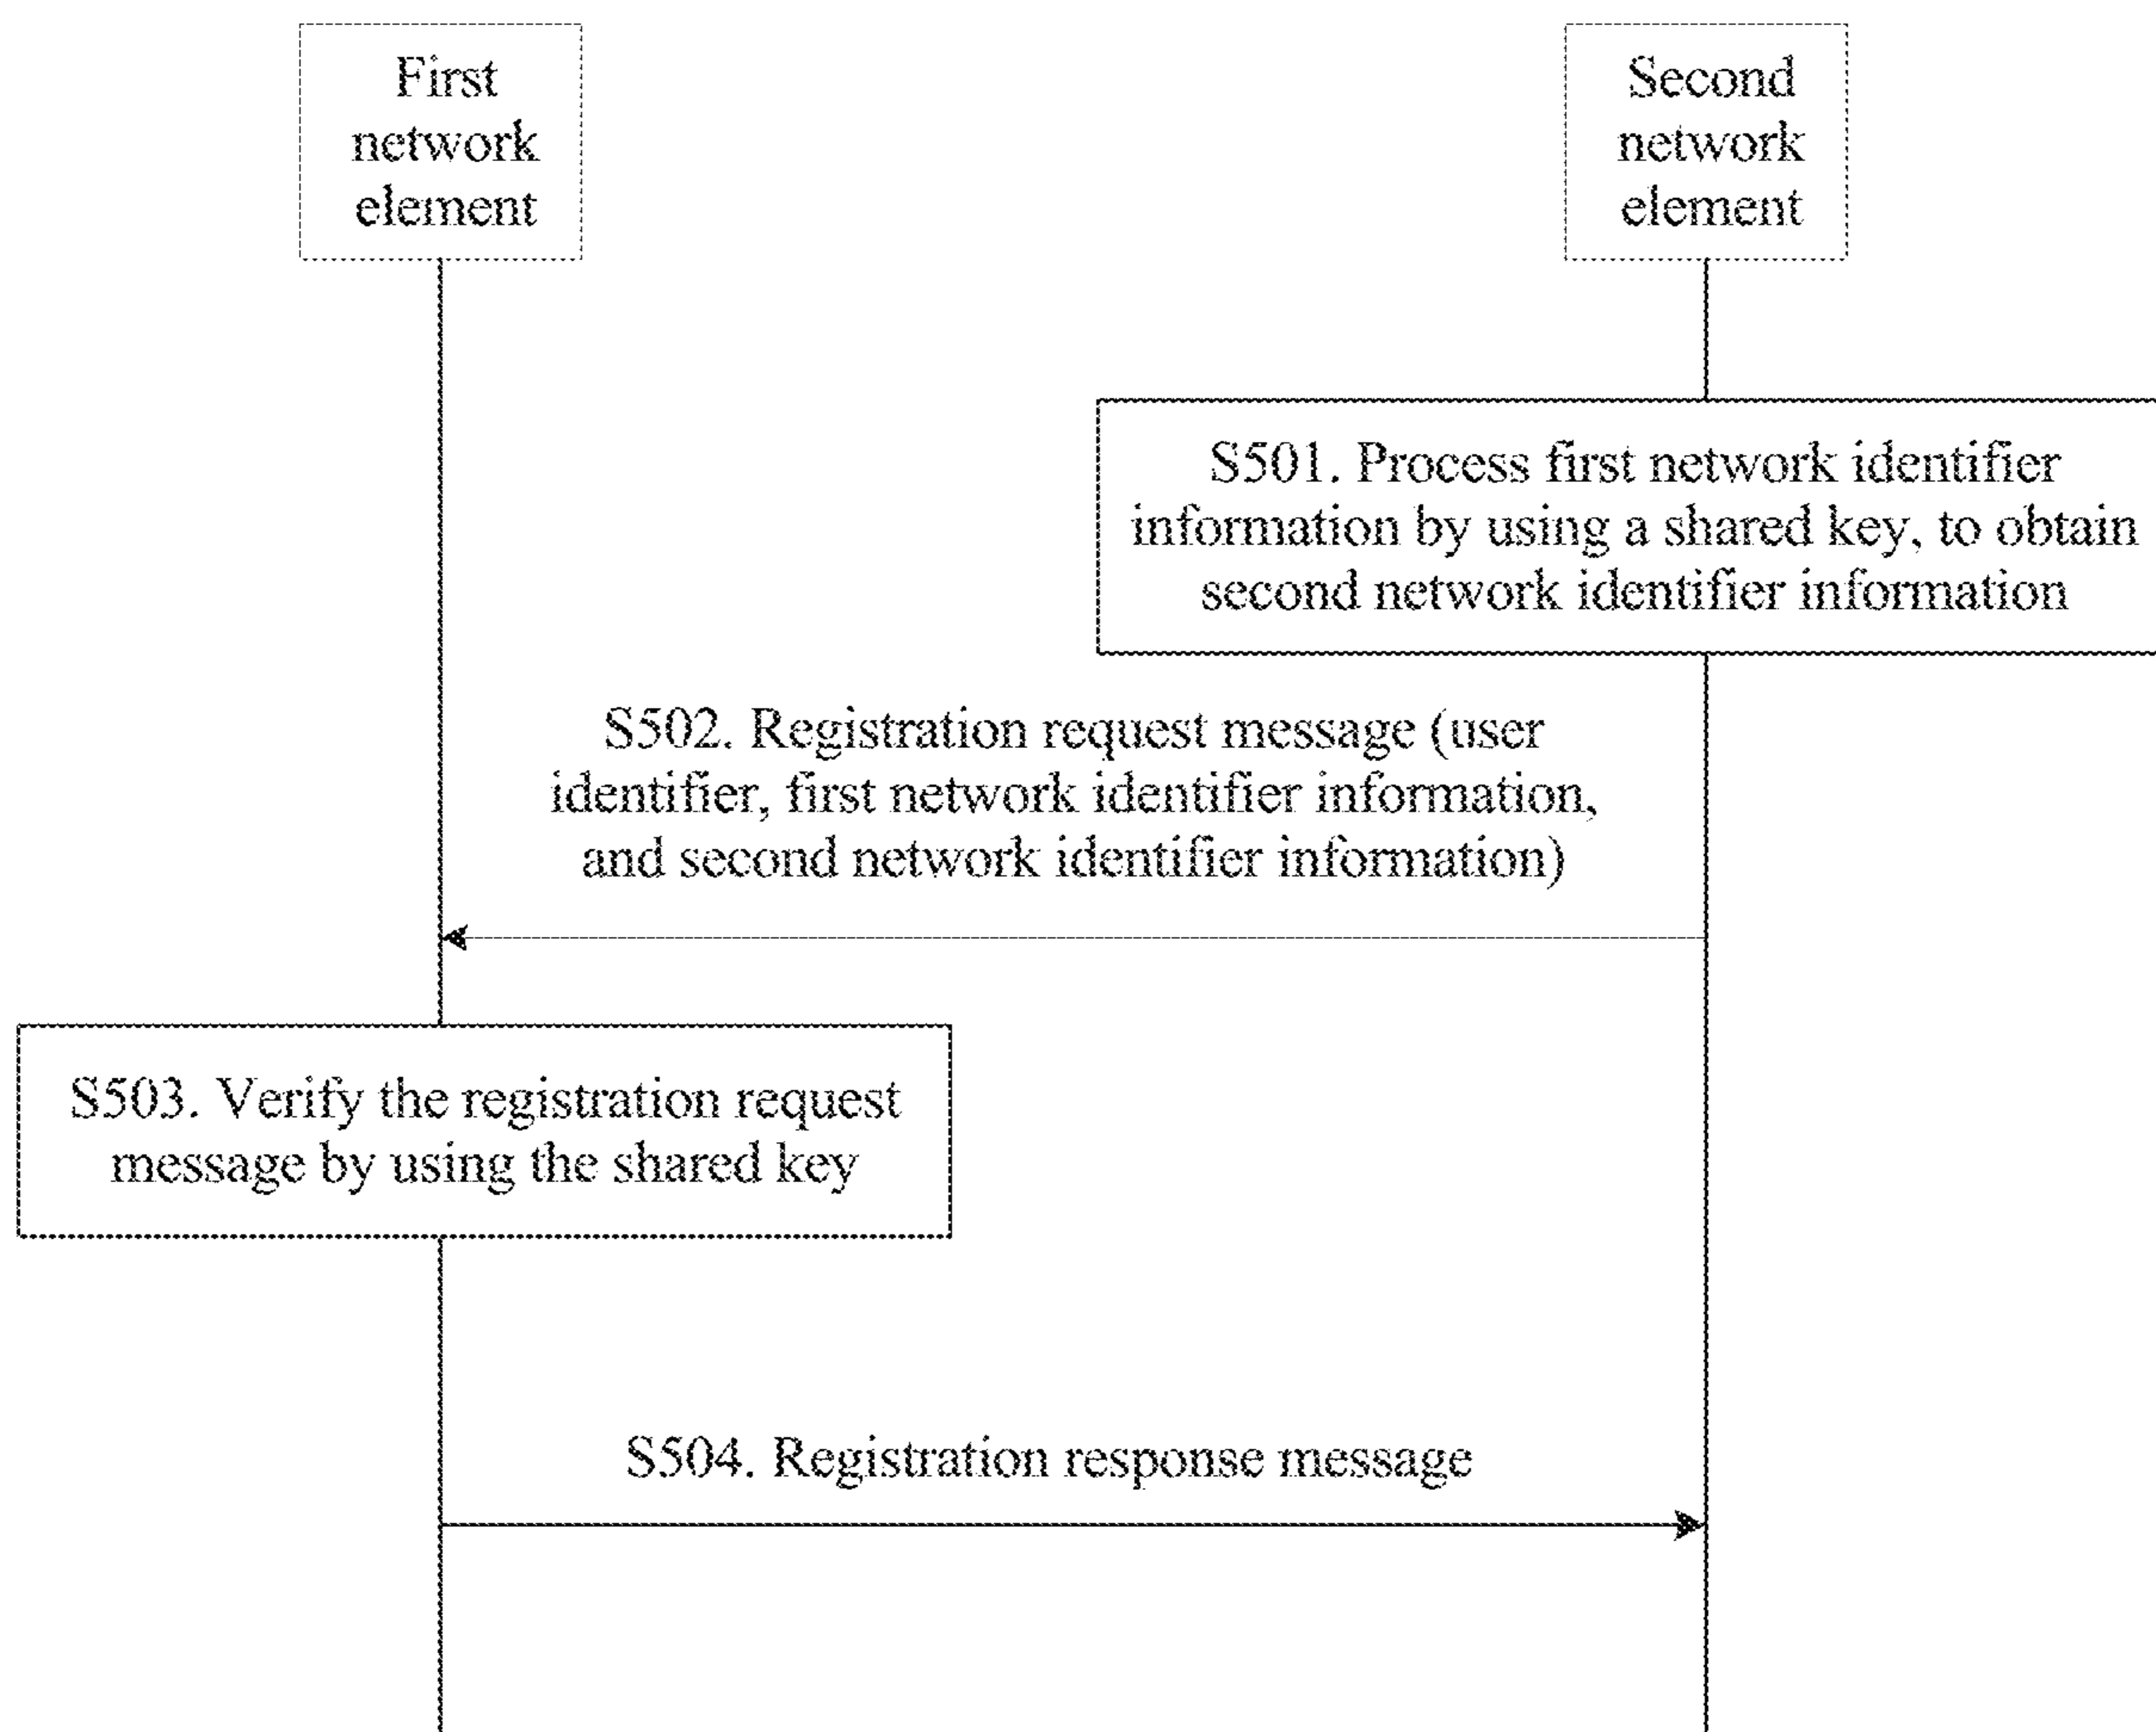 First
network
element
Second
network
element
S501. Process first network identifier
information by using a shared key, to obtain
second network identifier information
S502. Registration request message (user
identifier, first network identifier information,
and second network identifier information)
S503. Verify the registration request
message by using the shared key
S504. Registration response message